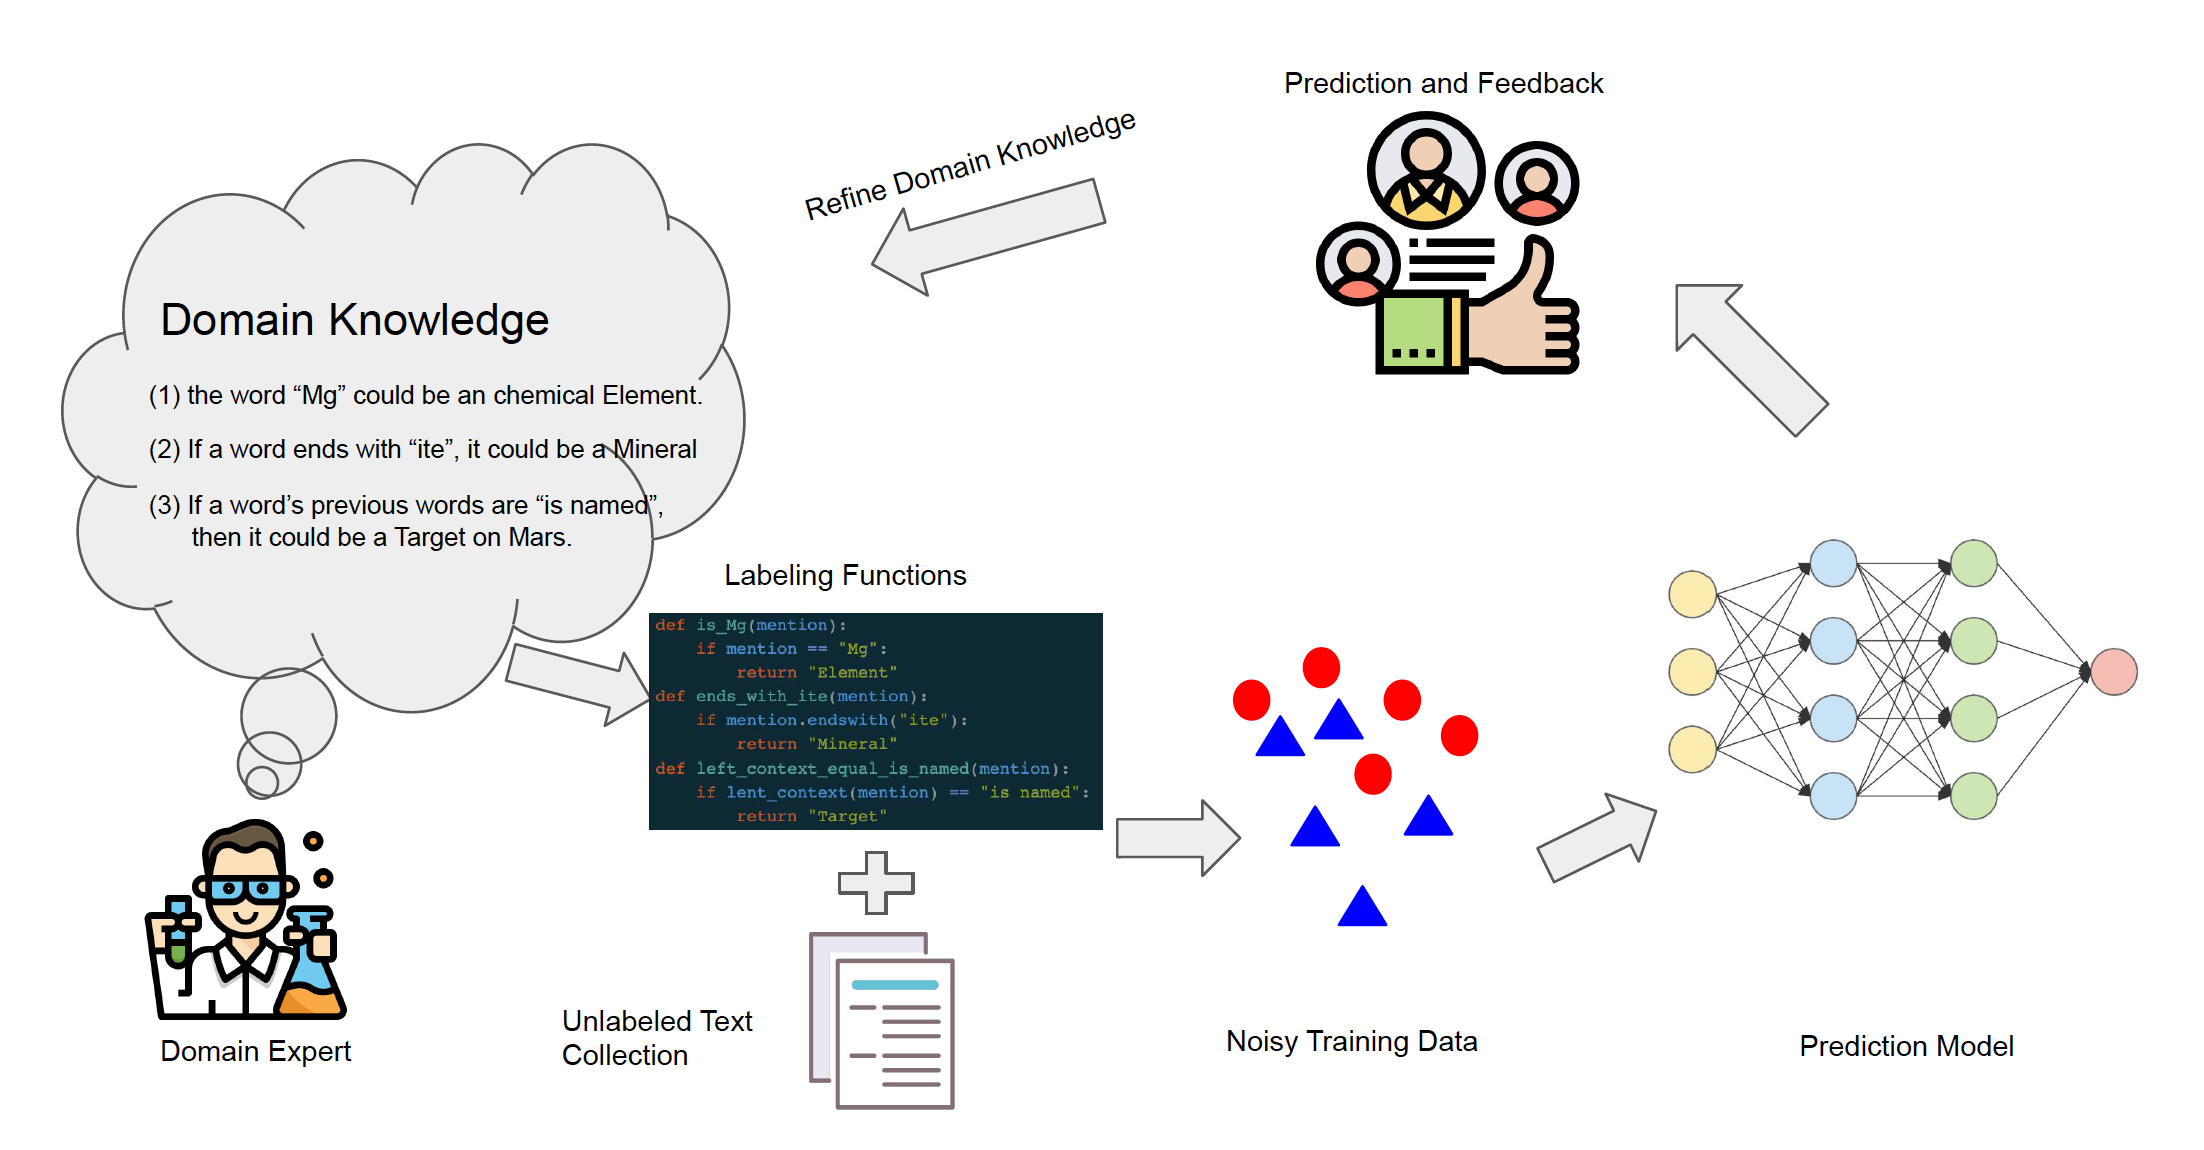 Prediction and Feedback
Refine Domain Knowledge
Domain Knowledge
(1) the word “Mg” could be an chemical Element.
(2) If a word ends with “ite”, it could be a Mineral
(3) If a word’s previous words are “is named”,
then it could be a Target on Mars.
Labeling Functions
def is_Mg(mention):
    if mention == "Mg":
        return "Element"
def ends_with_ite(mention):
    if mention.endswith("ite"):
        return "Mineral"
def left_context_equal_is_named(mention):
    if lent_context(mention) == "is named":
        return "Target"
Unlabeled Text
Collection
Domain Expert
Noisy Training Data
Prediction Model